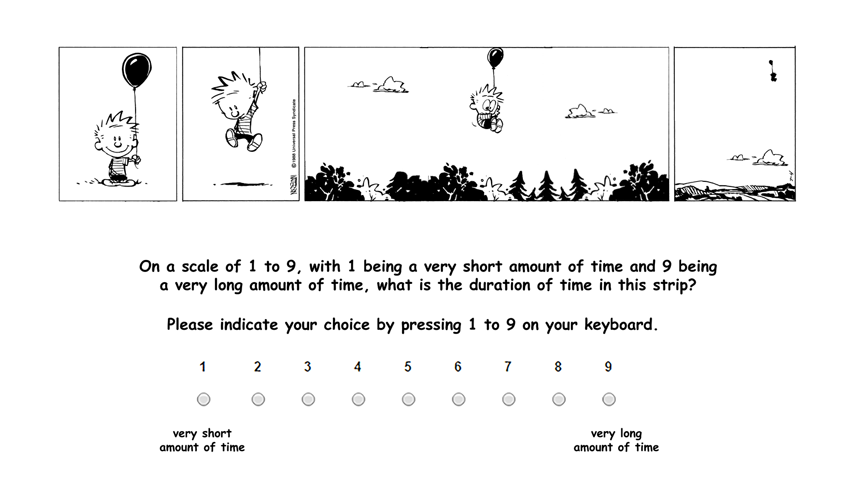 ©1989 Universal Press Syndicate
On a scale of 1 to 9, with 1 being a very short amount of time and 9 being
a very long amount of time, what is the duration of time in this strip?
Please indicate your choice by pressing 1 to 9 on your keyboard.
1 2 3 4 5 6 7 8 9
very short
amount of time
very long
amount of time